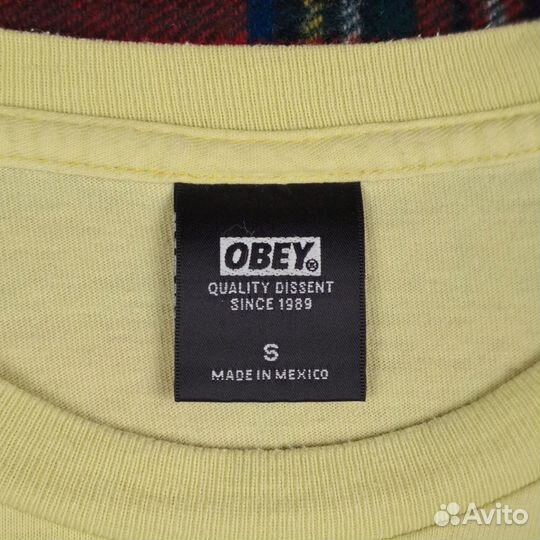 OBEY®
QUALITY DISSENT
SINCE 1989
S
MADE IN MEXICO
Avito